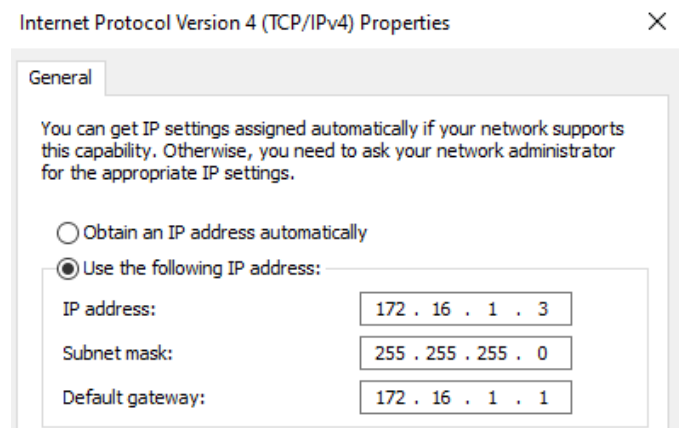 Internet Protocol Version 4 (TCP/IPv4) Properties
General
You can get IP settings assigned automatically if your network supports
this capability. Otherwise, you need to ask your network administrator
for the appropriate IP settings.
Obtain an IP address automatically
Use the following IP address:
IP address: 172 . 16 . 1 . 3
Subnet mask: 255 . 255 . 255 . 0
Default gateway: 172 . 16 . 1 . 1